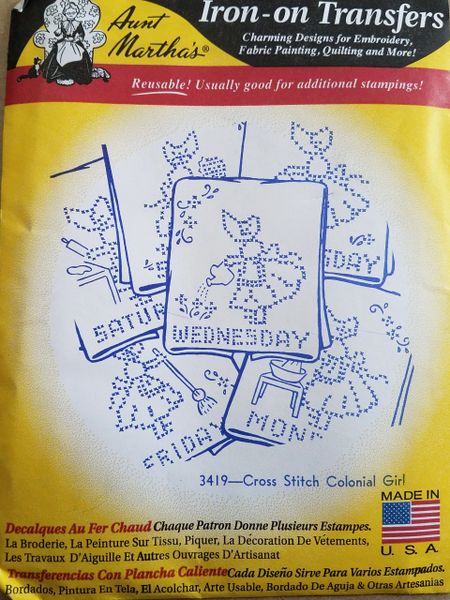 Aunt
Martha's®
Iron-on Transfers
Charming Designs for Embroidery,
Fabric Painting, Quilting and More!
Reusable! Usually good for additional stampings!
DAY
SATUR
WEDNESDAY
FRIDAY
MON
3419—Cross Stitch Colonial Girl
MADE IN
U.S.A.
Decalques Au Fer Chaud Chaque Patron Donne Plusieurs Estampes.
La Broderie, La Peinture Sur Tissu, Piquer, La Décoration De Vétements,
Les Travaux D'Aiguille Et Autres Ouvrages D'Artisanat
Transferencias Con Plancha Caliente Cada Diseño Sirve Para Varios Estampados.
Bordados, Pintura En Tela, El Acolchar, Arte Usable, Bordado De Aguja & Otras Artesanias